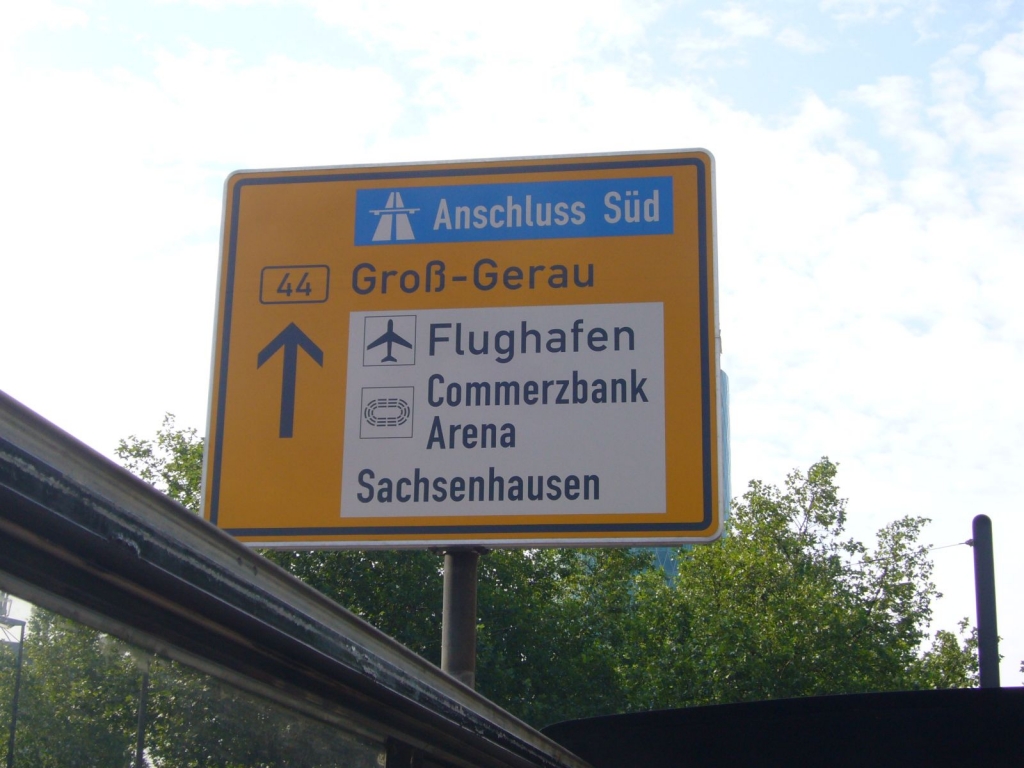 Anschluss Süd
44 Groß-Gerau
Flughafen
Commerzbank
Arena
Sachsenhausen